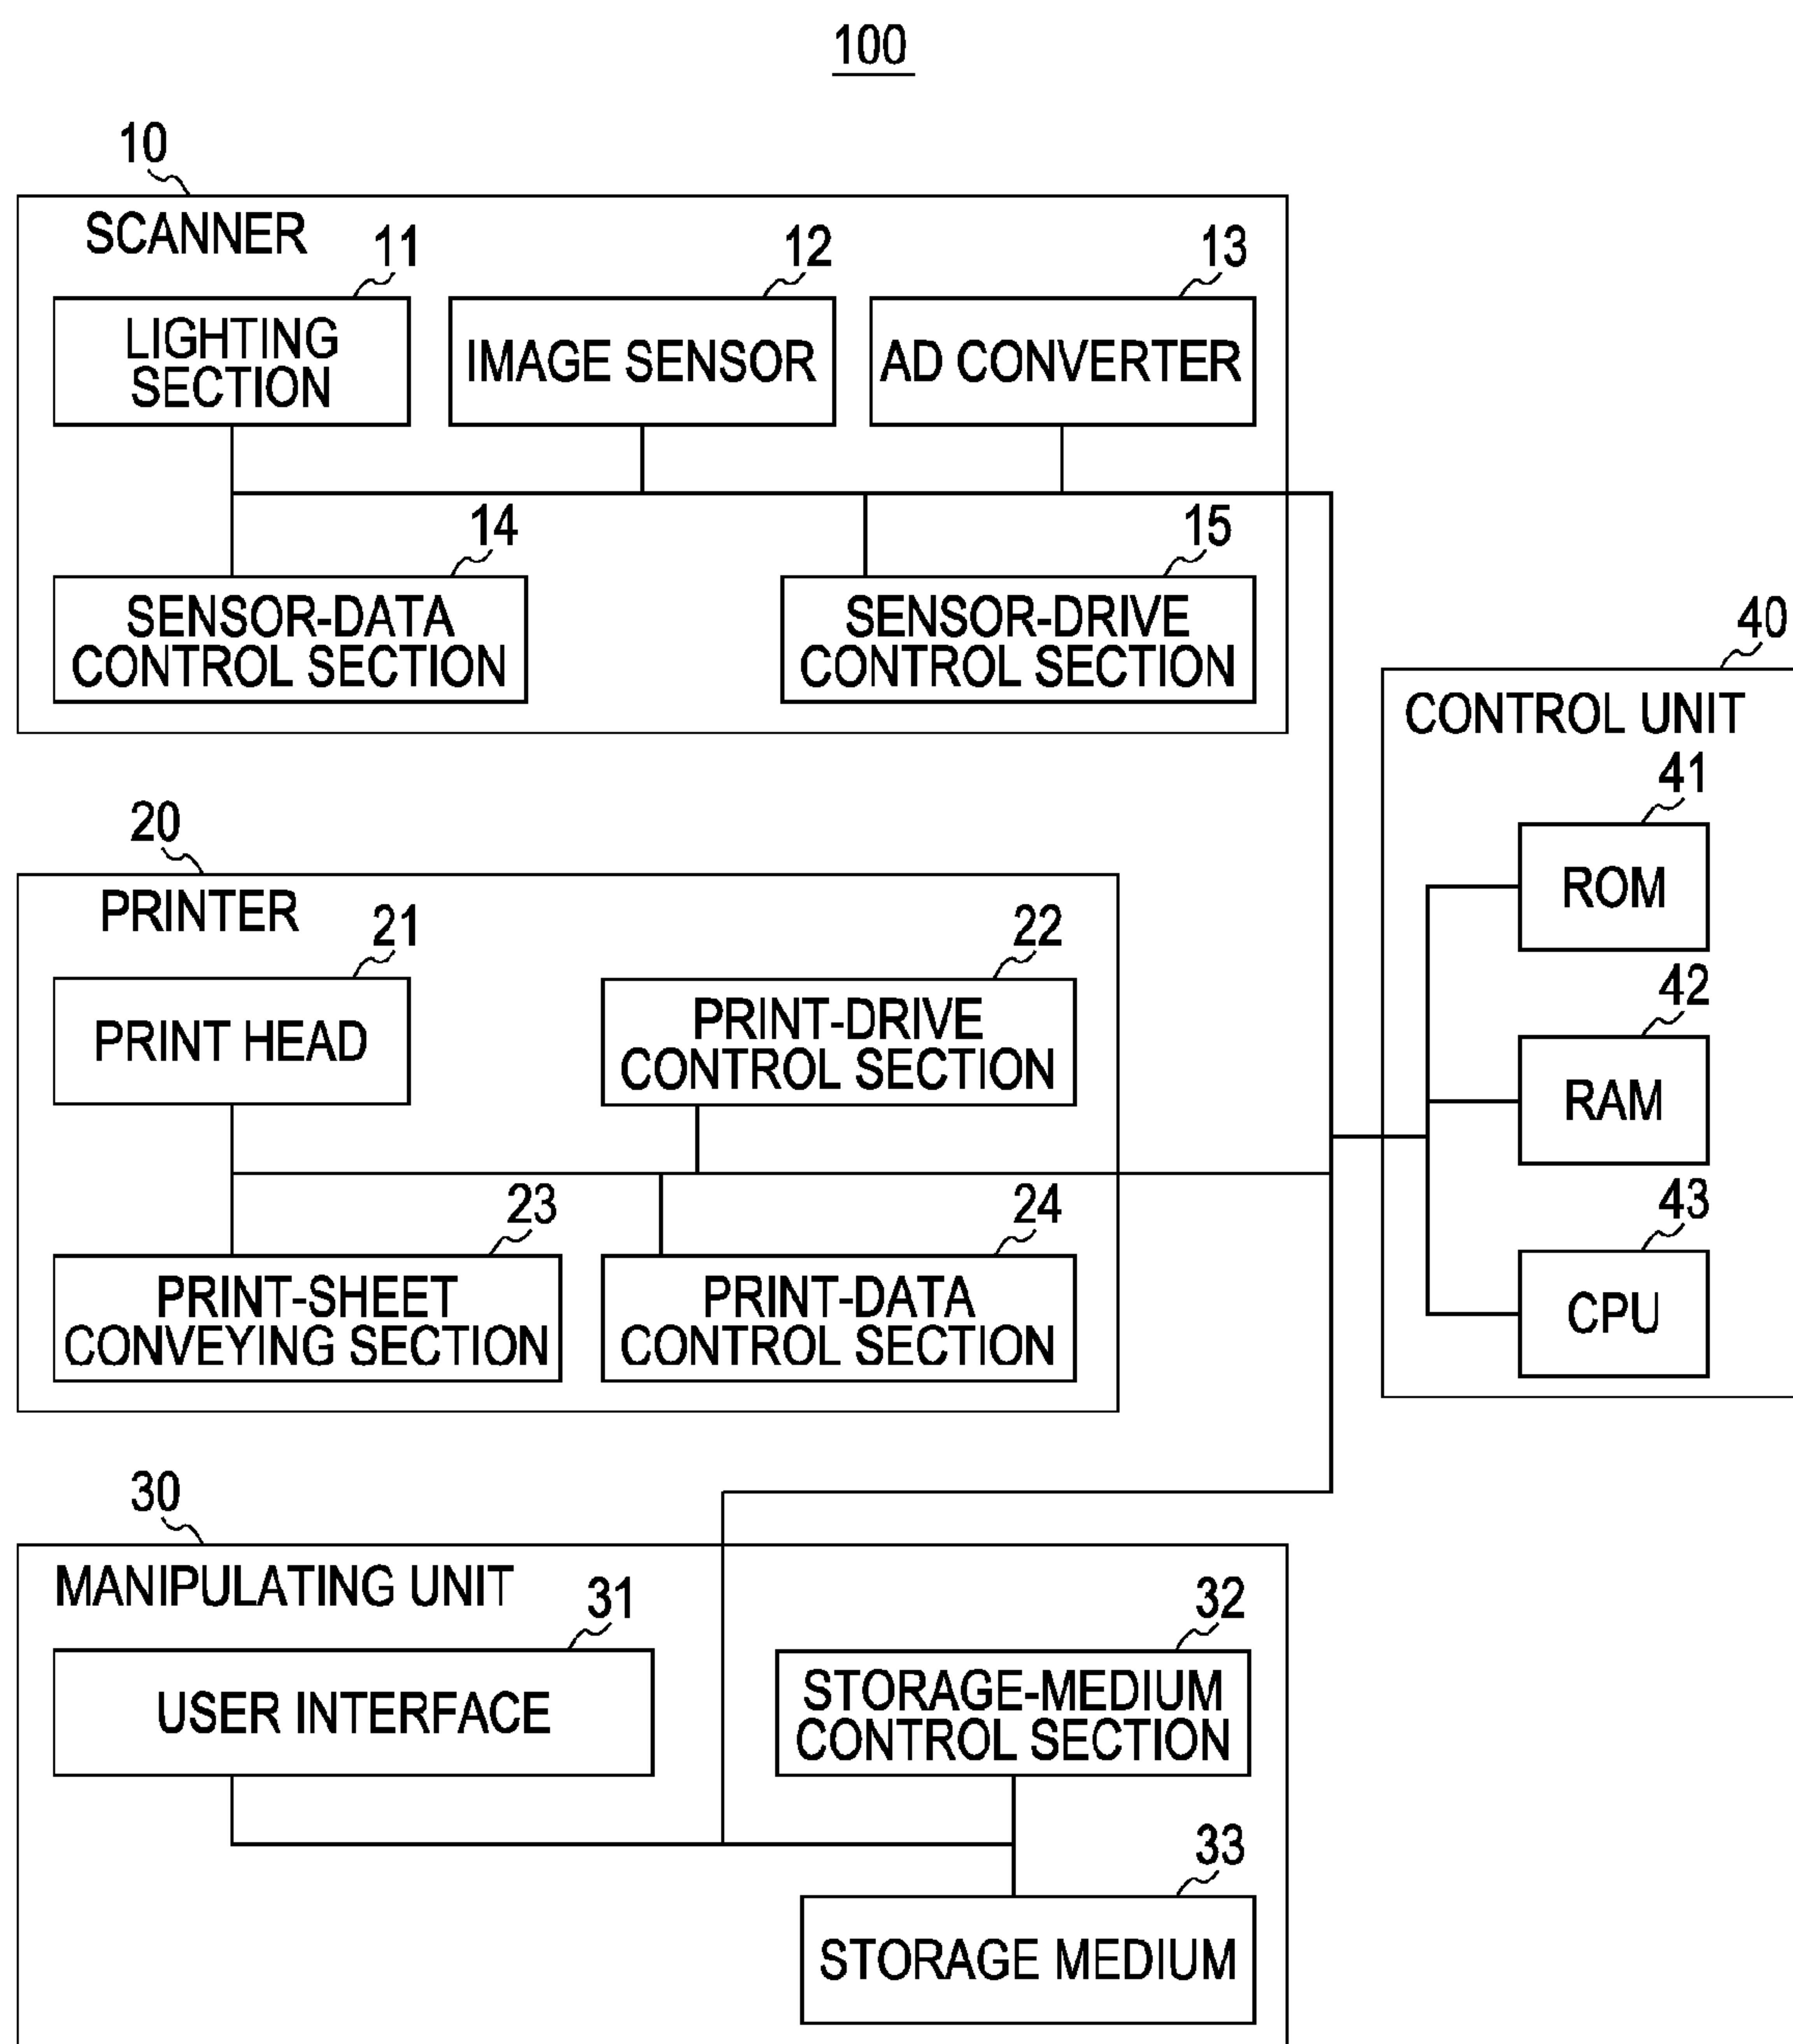 100
10
SCANNER
11
LIGHTING
SECTION
12
IMAGE SENSOR
13
AD CONVERTER
14
SENSOR-DATA
CONTROL SECTION
15
SENSOR-DRIVE
CONTROL SECTION
20
PRINTER
21
PRINT HEAD
22
PRINT-DRIVE
CONTROL SECTION
23
PRINT-SHEET
CONVEYING SECTION
24
PRINT-DATA
CONTROL SECTION
30
MANIPULATING UNIT
31
USER INTERFACE
32
STORAGE-MEDIUM
CONTROL SECTION
33
STORAGE MEDIUM
40
CONTROL UNIT
41
ROM
42
RAM
43
CPU